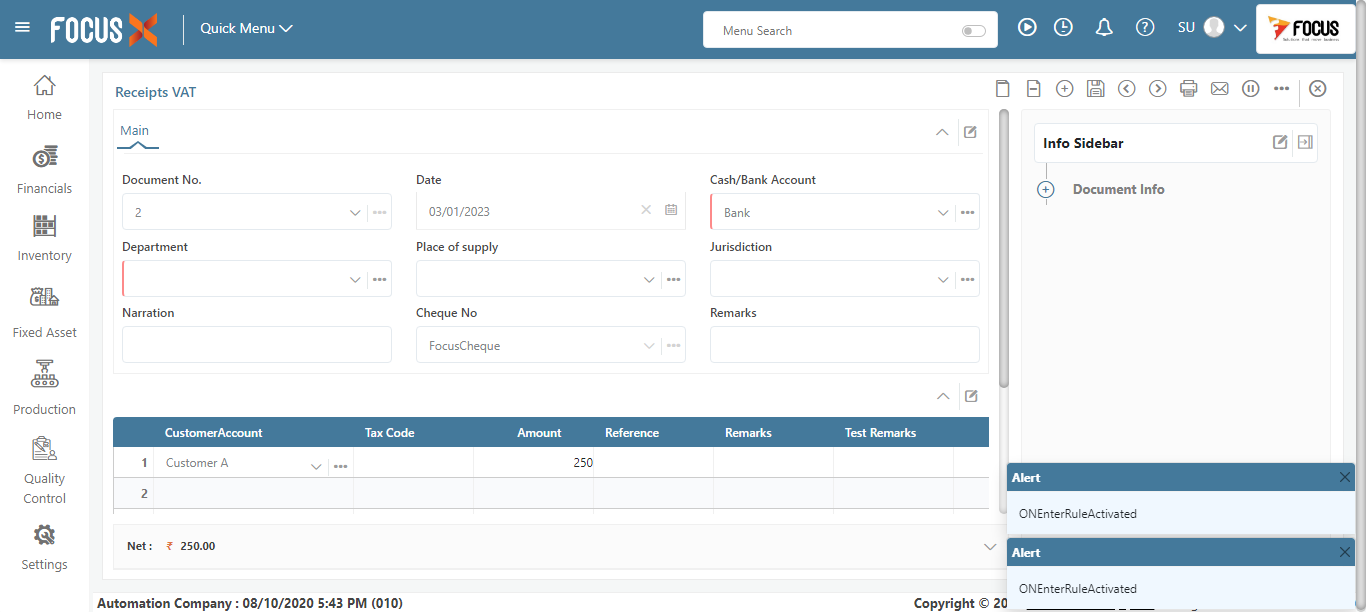 FOCUS X
Quick Menu
Menu Search
SU
FOCUS
Home
Financials
Inventory
Fixed Asset
Production
Quality
Control
Settings
Receipts VAT
Main
Document No.
Date
Cash/Bank Account
2
03/01/2023
Bank
Department
Place of supply
Jurisdiction
Narration
Cheque No
Remarks
FocusCheque
CustomerAccount Tax Code Amount Reference Remarks Test Remarks
1 Customer A 250
2
Net : ₹ 250.00
Info Sidebar
Document Info
Alert
ONEnterRuleActivated
Alert
ONEnterRuleActivated
Automation Company : 08/10/2020 5:43 PM (010)
Copyright © 20